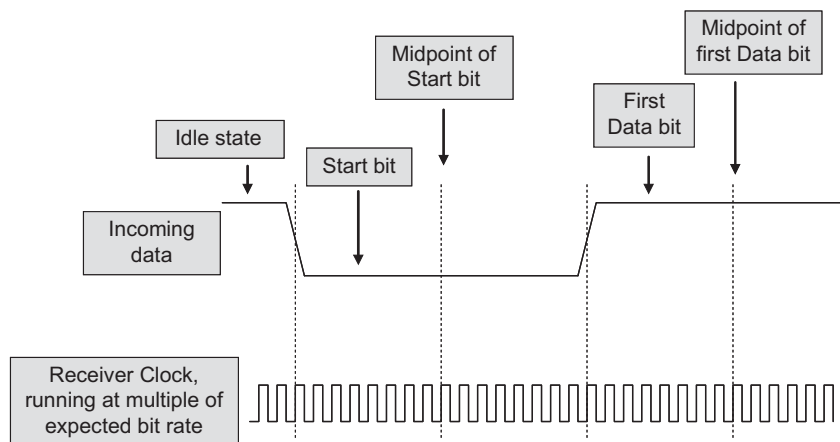 Midpoint of
Start bit
Midpoint of
first Data bit
First
Data bit
Idle state
Start bit
Incoming
data
Receiver Clock,
running at multiple of
expected bit rate